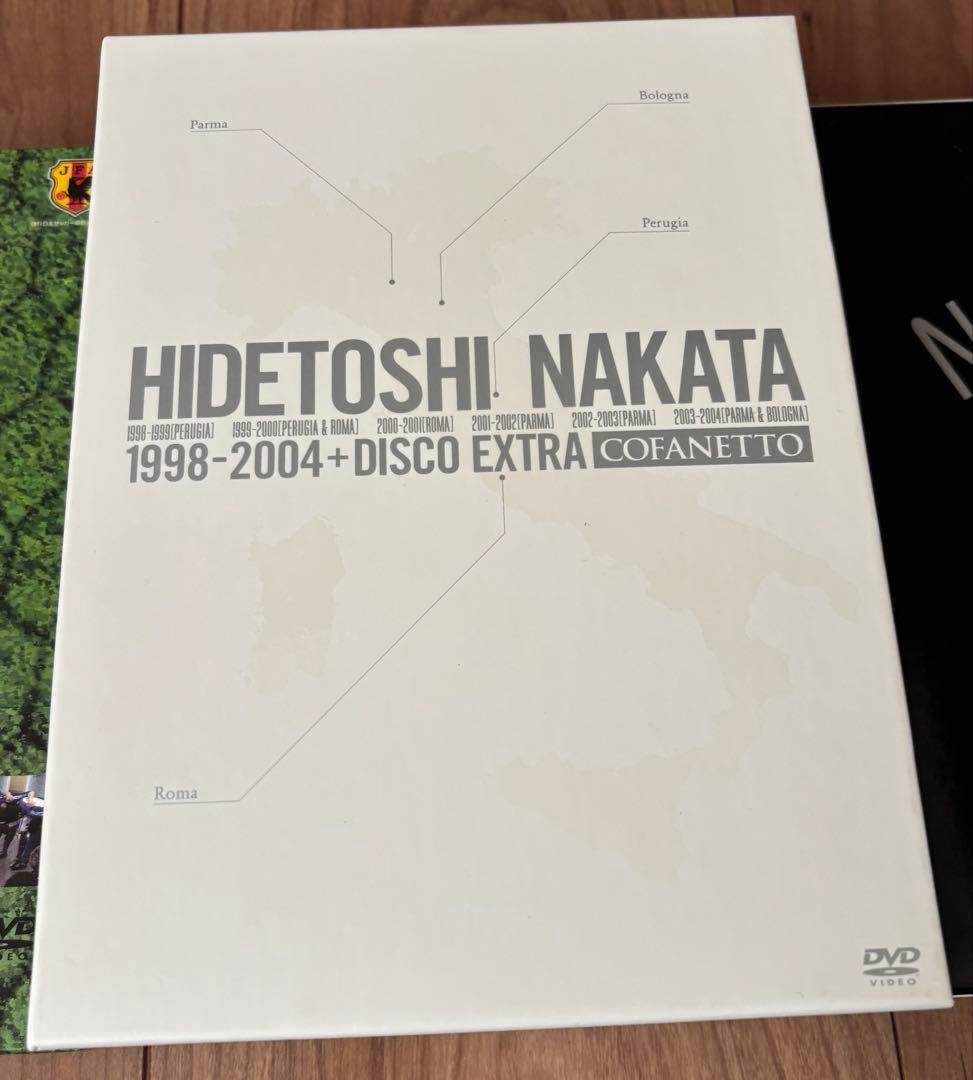 Bologna
Parma
Perugia
HIDETOSHI NAKATA
1998-1999[PERUGIA] 1999-2000[PERUGIA & ROMA] 2000-2001[ROMA] 2001-2002[PARMA] 2002-2003[PARMA] 2003-2004[PARMA & BOLOGNA]
1998-2004+DISCO EXTRA COFANETTO
Roma
DVD
VIDEO
JFA